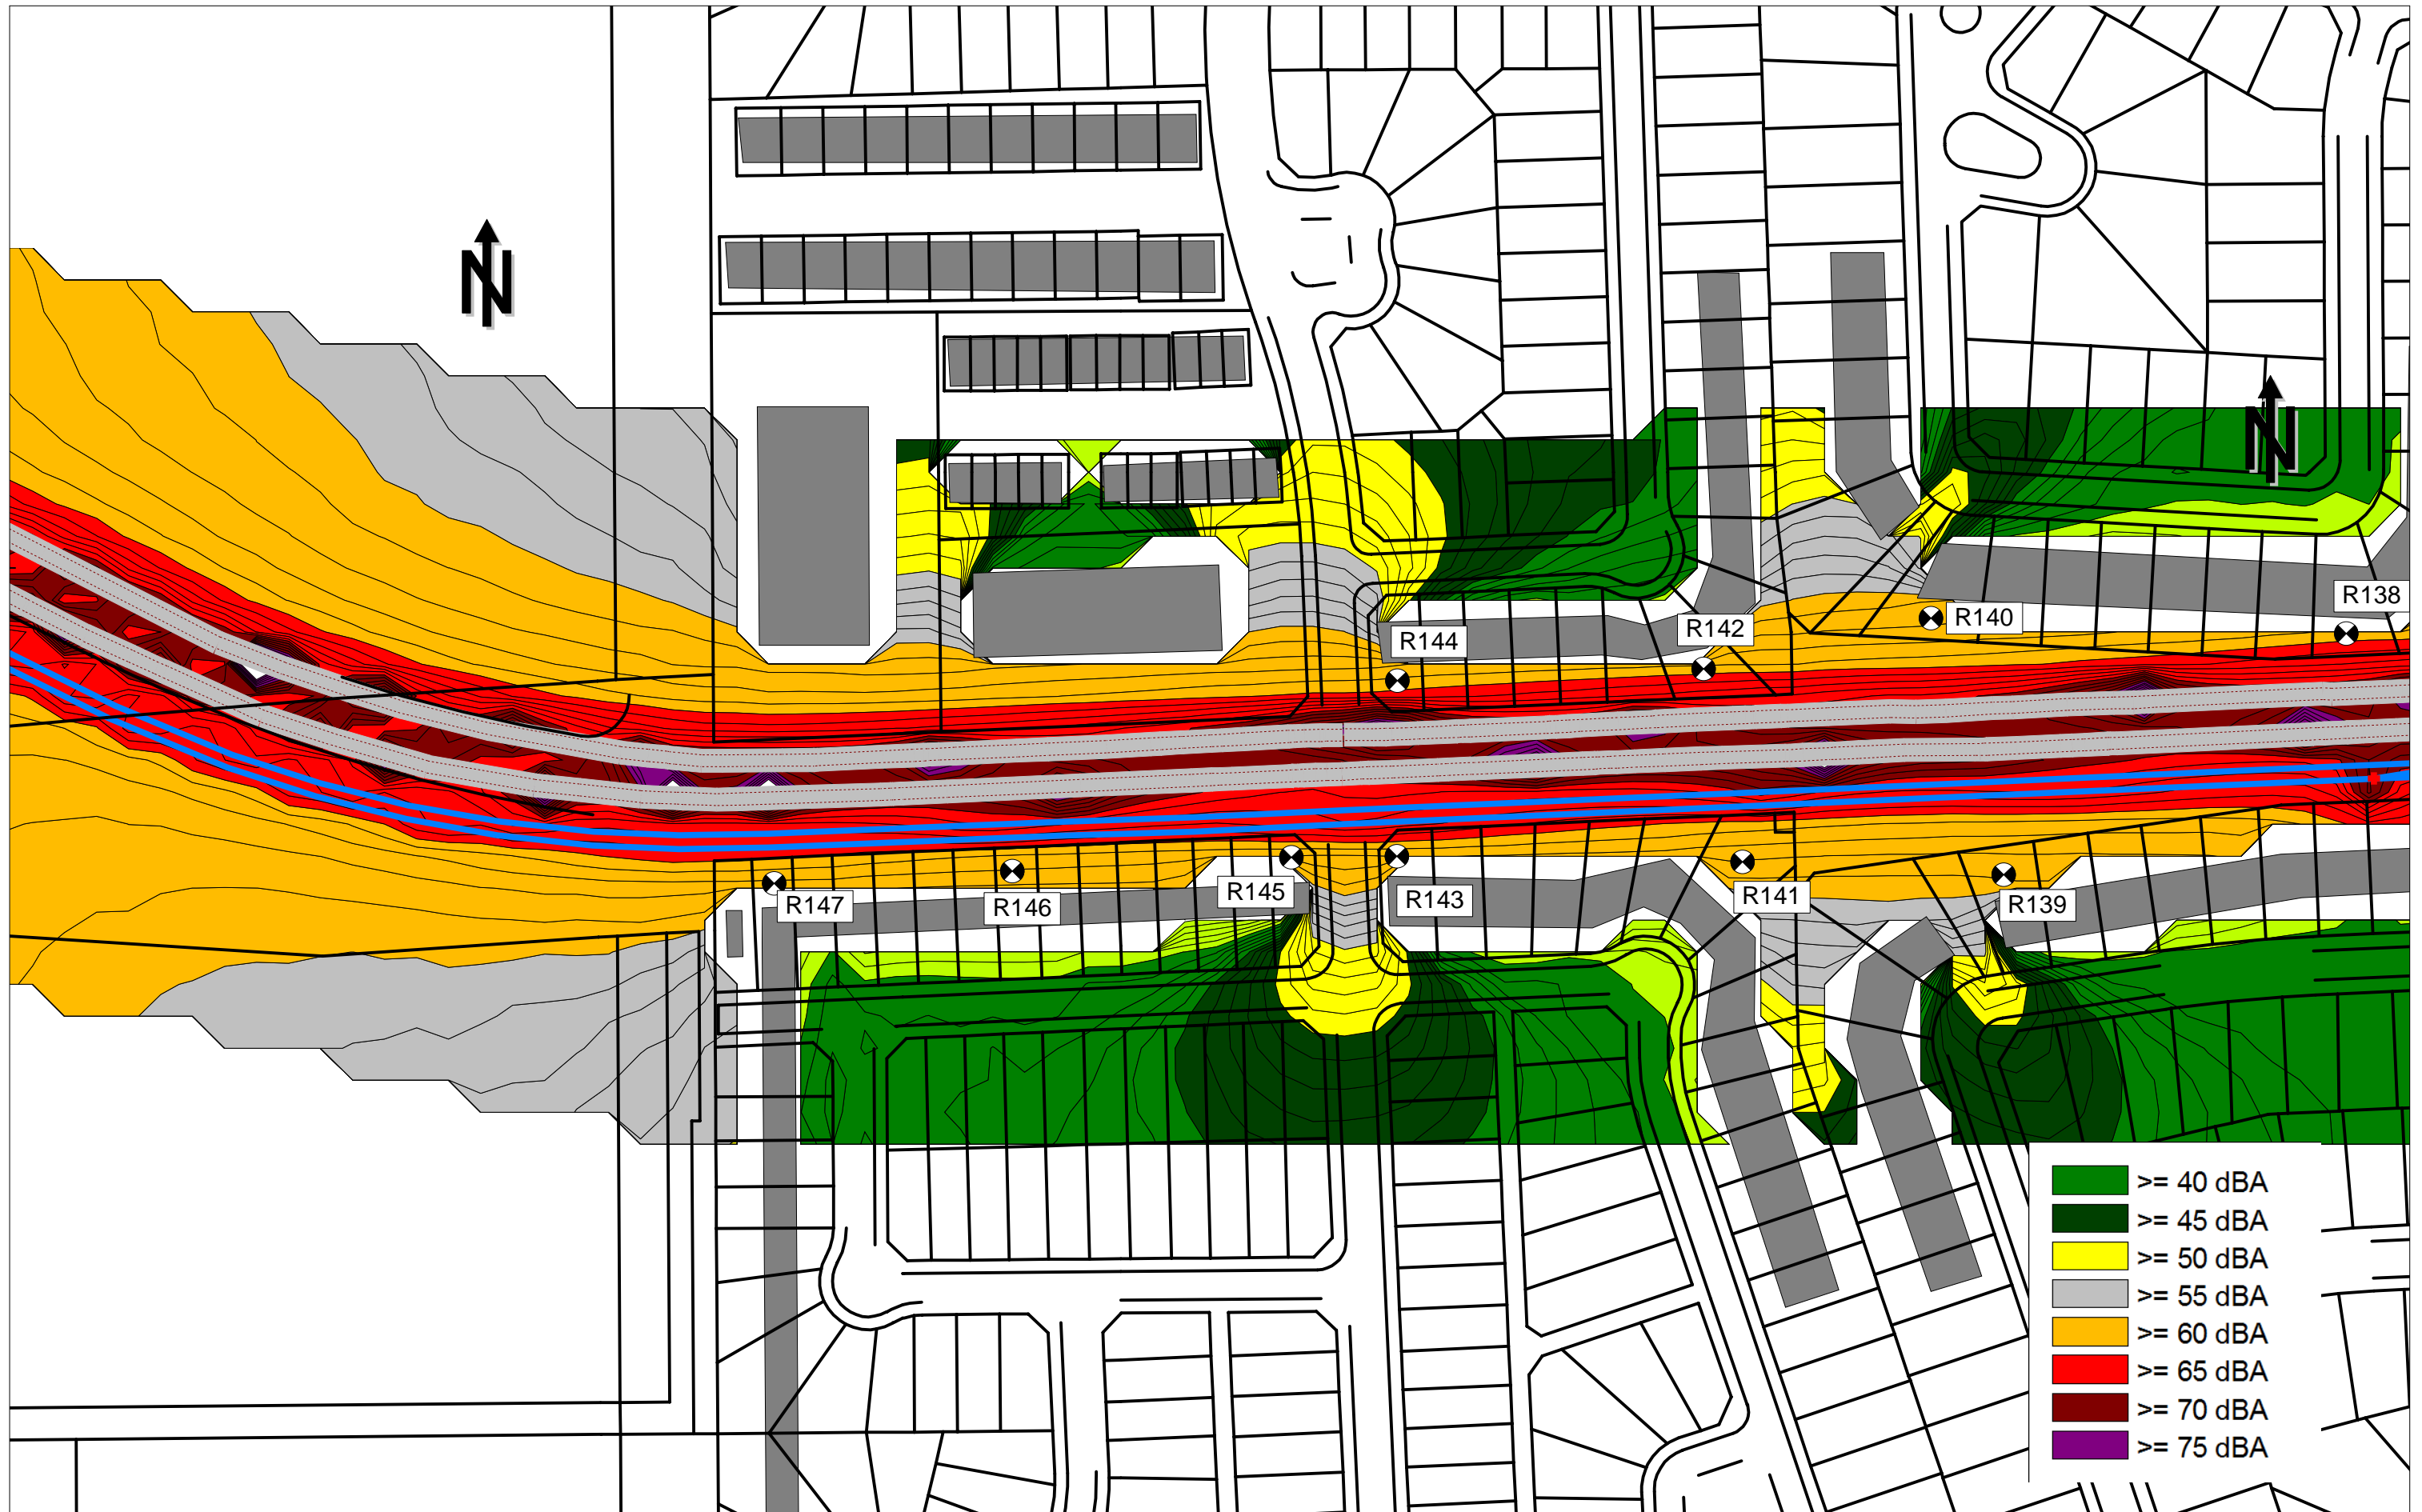 N
N
R138
R140
R142
R144
R147
R146
R145
R143
R141
R139
>= 40 dBA
>= 45 dBA
>= 50 dBA
>= 55 dBA
>= 60 dBA
>= 65 dBA
>= 70 dBA
>= 75 dBA